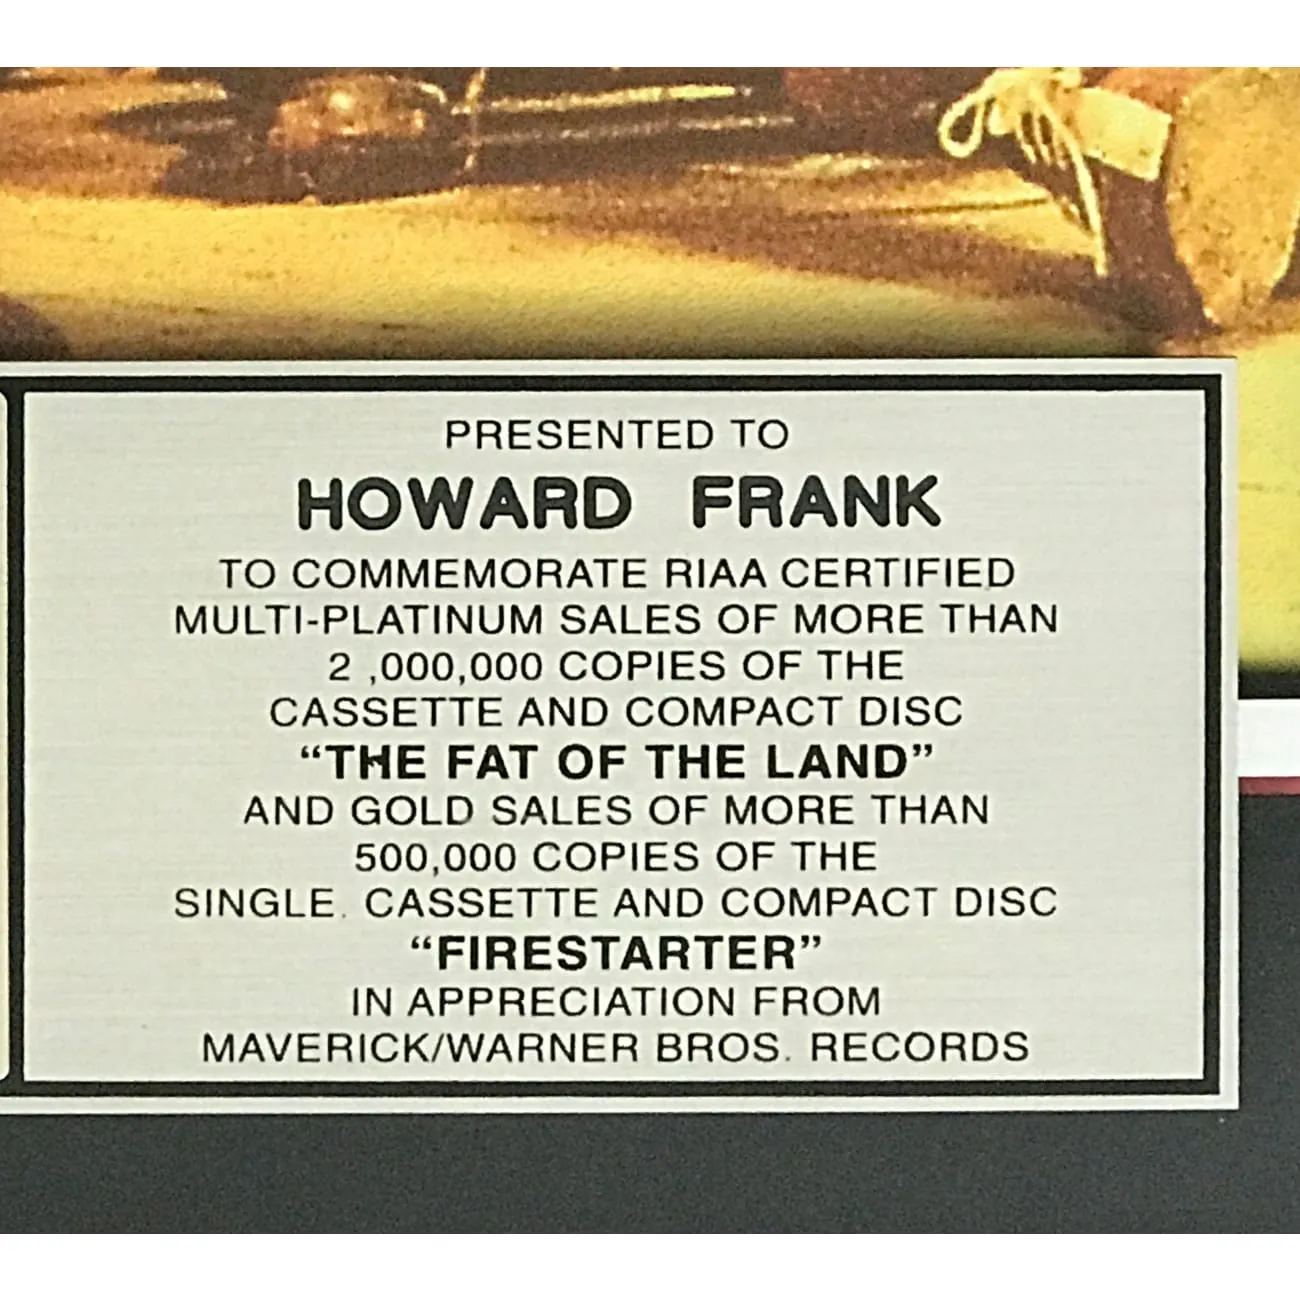 PRESENTED TO
HOWARD FRANK
TO COMMEMORATE RIAA CERTIFIED
MULTI-PLATINUM SALES OF MORE THAN
2 ,000,000 COPIES OF THE
CASSETTE AND COMPACT DISC
“THE FAT OF THE LAND”
AND GOLD SALES OF MORE THAN
500,000 COPIES OF THE
SINGLE. CASSETTE AND COMPACT DISC
“FIRESTARTER”
IN APPRECIATION FROM
MAVERICK/WARNER BROS. RECORDS